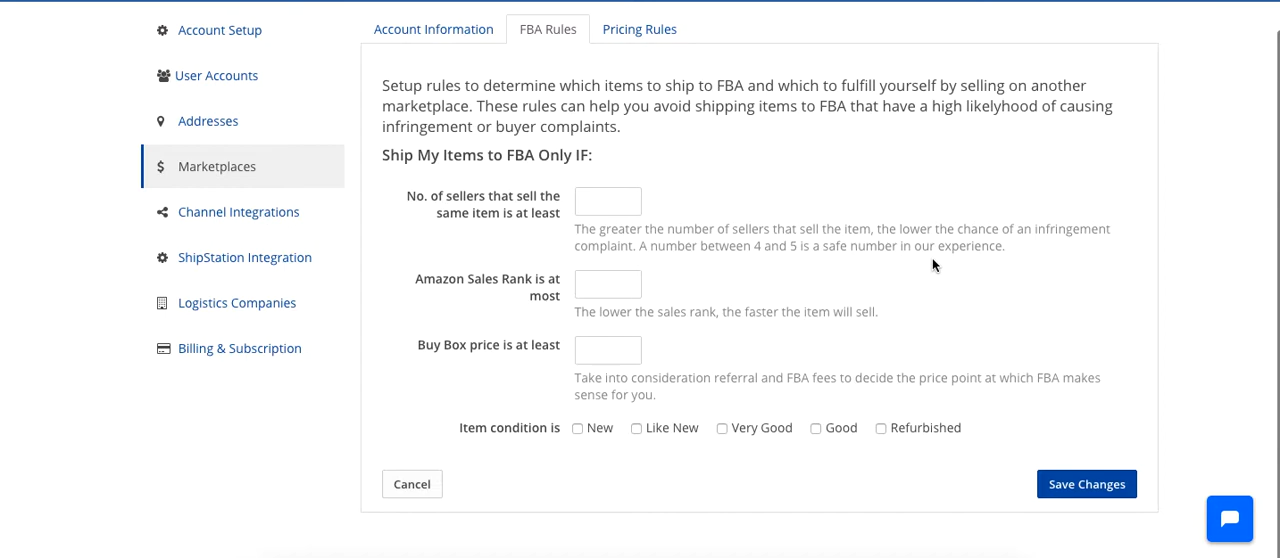 Account Setup
User Accounts
Addresses
Marketplaces
Channel Integrations
ShipStation Integration
Logistics Companies
Billing & Subscription
Account Information
FBA Rules
Pricing Rules
Setup rules to determine which items to ship to FBA and which to fulfill yourself by selling on another
marketplace. These rules can help you avoid shipping items to FBA that have a high likelyhood of causing
infringement or buyer complaints.
Ship My Items to FBA Only IF:
No. of sellers that sell the
same item is at least
The greater the number of sellers that sell the item, the lower the chance of an infringement
complaint. A number between 4 and 5 is a safe number in our experience.
Amazon Sales Rank is at
most
The lower the sales rank, the faster the item will sell.
Buy Box price is at least
Take into consideration referral and FBA fees to decide the price point at which FBA makes
sense for you.
Item condition is New Like New Very Good Good Refurbished
Cancel
Save Changes